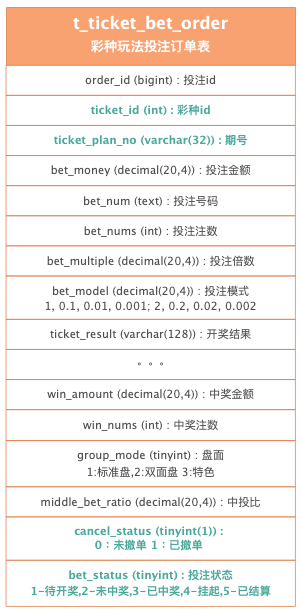 t_ticket_bet_order
彩种玩法投注订单表
order_id (bigint) : 投注id
ticket_id (int) : 彩种id
ticket_plan_no (varchar(32)) : 期号
bet_money (decimal(20,4)) : 投注金额
bet_num (text) : 投注号码
bet_nums (int) : 投注注数
bet_multiple (decimal(20,4)) : 投注倍数
bet_model (decimal(20,4)) : 投注模式
1, 0.1, 0.01, 0.001; 2, 0.2, 0.02, 0.002
ticket_result (varchar(128)) : 开奖结果
。。。
win_amount (decimal(20,4)) : 中奖金额
win_nums (int) : 中奖注数
group_mode (tinyint) : 盘面
1:标准盘,2:双面盘 3:特色
middle_bet_ratio (decimal(20,4)) : 中投比
cancel_status (tinyint(1)) :
0：未撤单 1：已撤单
bet_status (tinyint) : 投注状态
1-待开奖,2-未中奖,3-已中奖,4-挂起,5-已结算